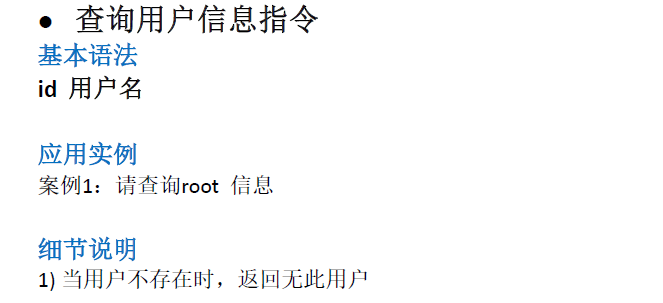 ● 查询用户信息指令
基本语法
id 用户名
应用实例
案例1：请查询root 信息
细节说明
1) 当用户不存在时，返回无此用户